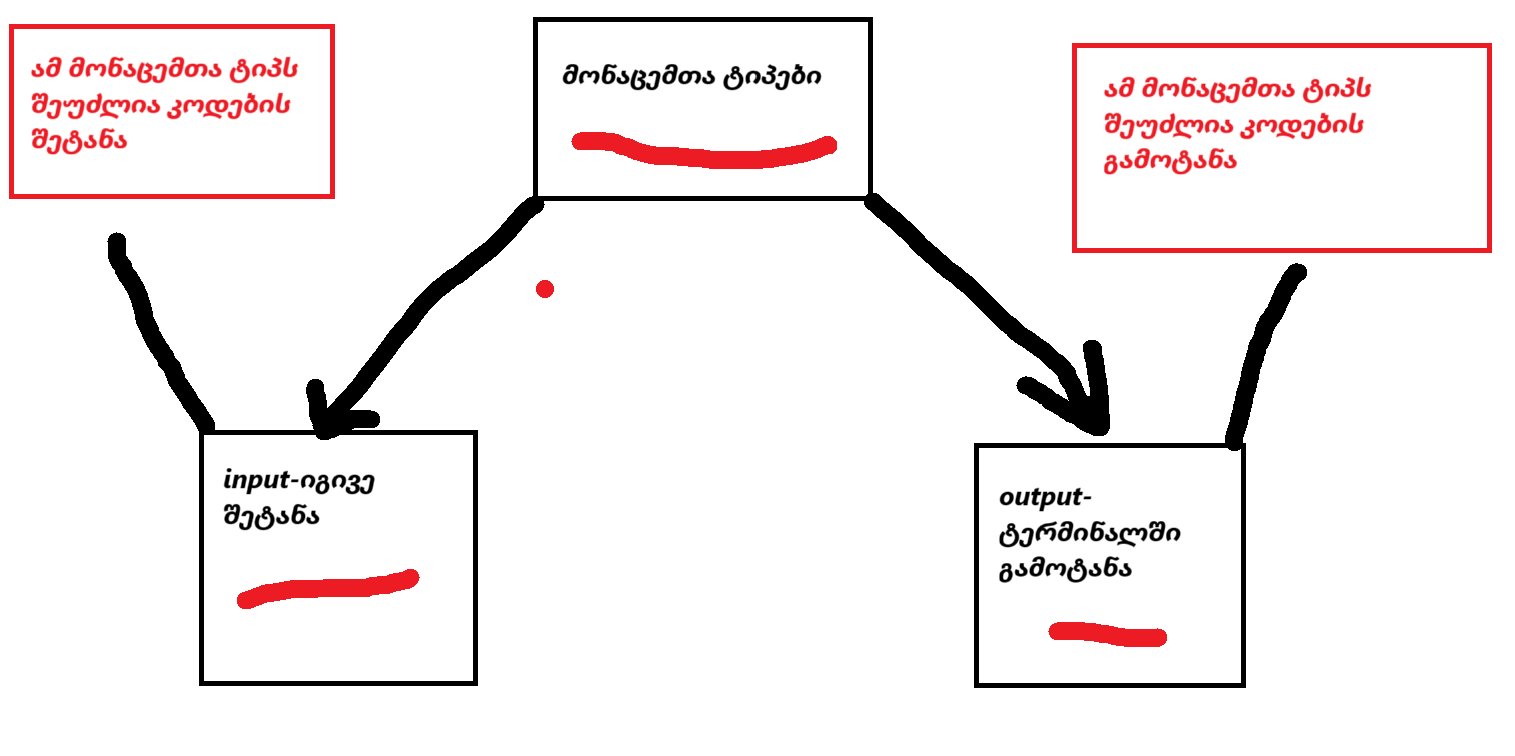 ამ მონაცემთა ტიპს
შეუძლია კოდების
შეტანა
მონაცემთა ტიპები
ამ მონაცემთა ტიპს
შეუძლია კოდების
გამოტანა
input-იგივე
შეტანა
output-
ტერმინალში
გამოტანა